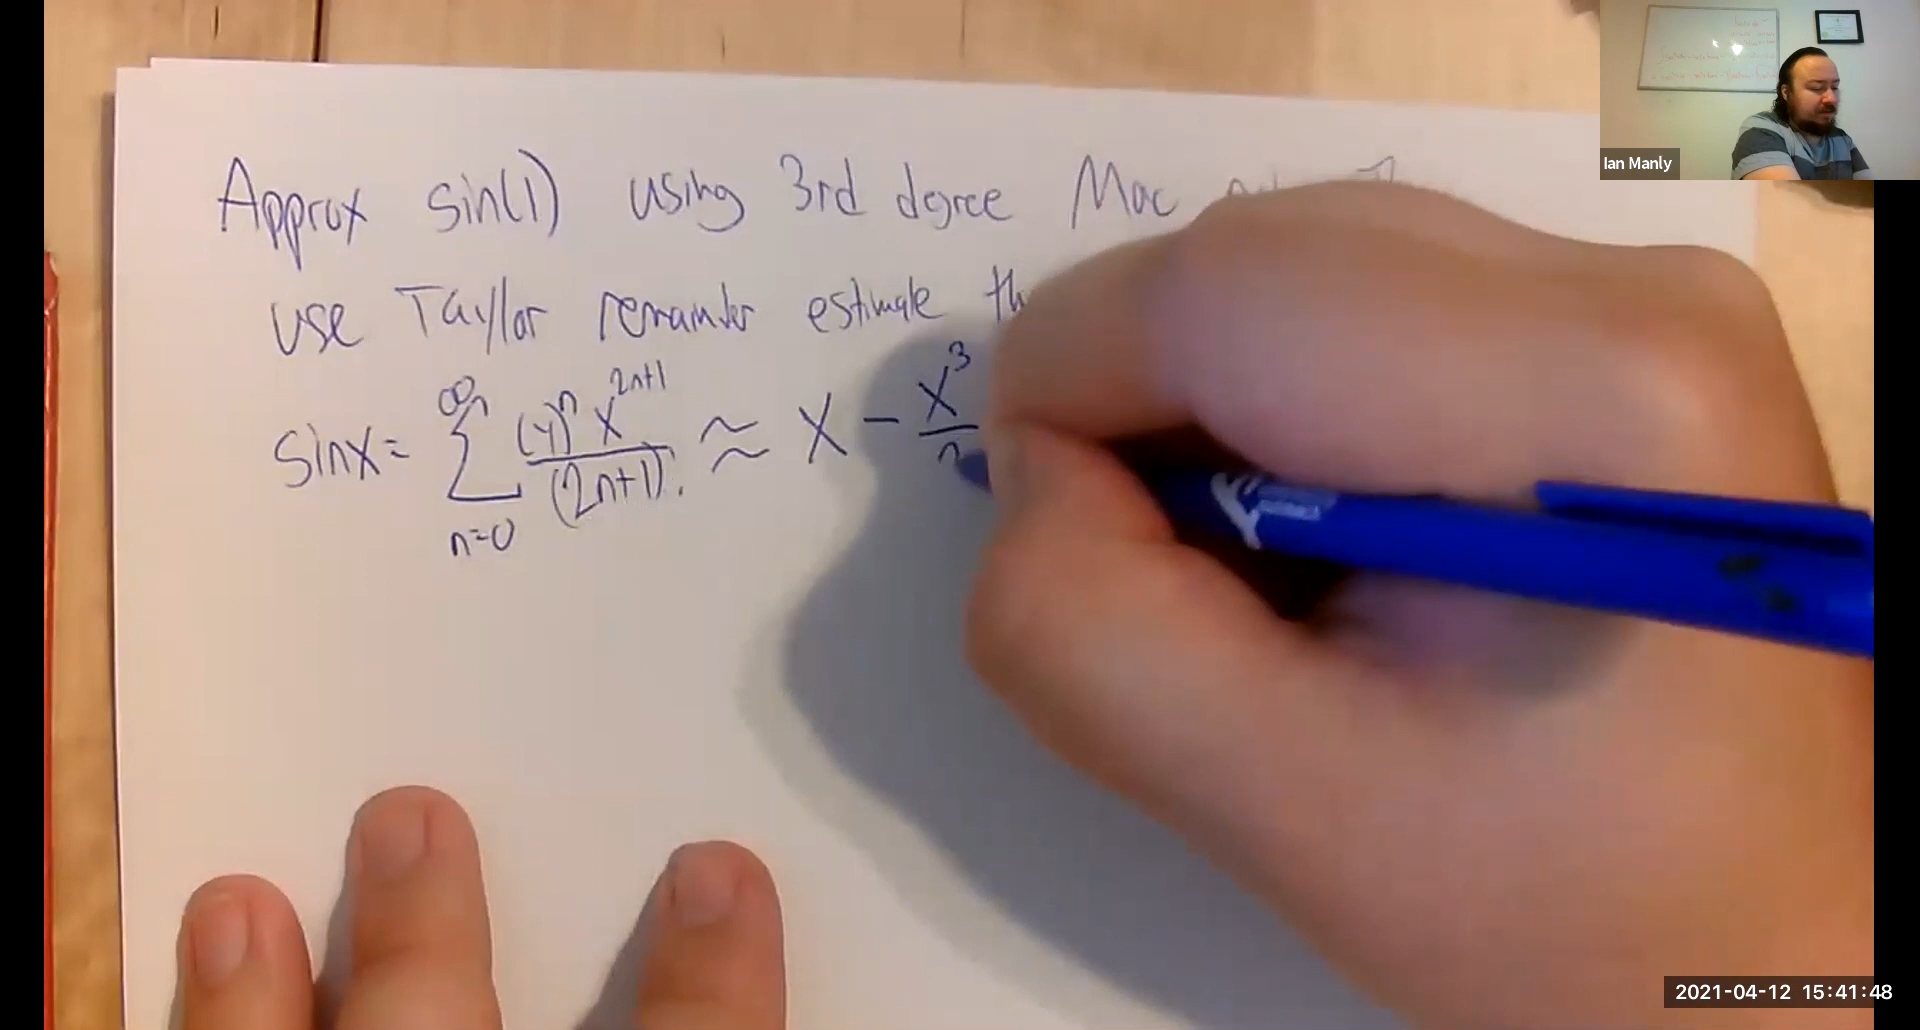 Approx sin(1) using 3rd degree Mac
use Taylor remainder estimate
sinx = ∞ Σ n=0 (-1)^n x^(2n+1) / (2n+1)! ≈ x - x^3 /
Ian Manly
2021-04-12 15:41:48